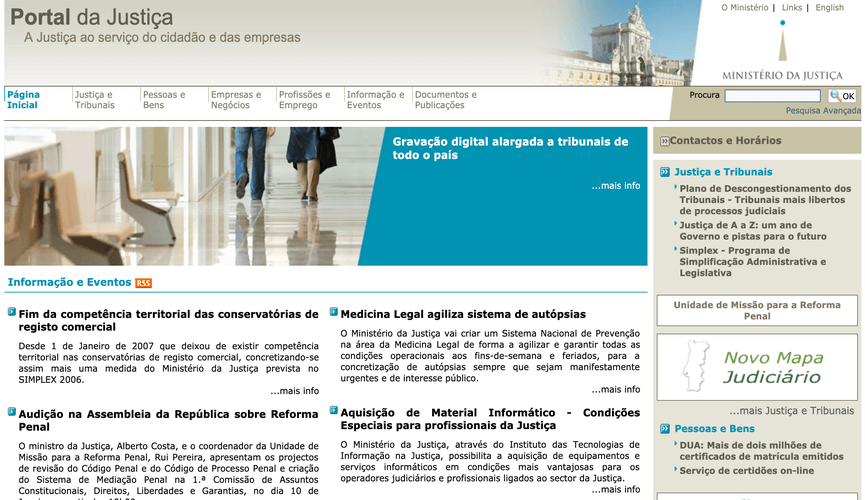 Portal da Justiça
A Justiça ao serviço do cidadão e das empresas
O Ministério | Links | English
MINISTÉRIO DA JUSTIÇA
Página
Inicial
Justiça e
Tribunais
Pessoas e
Bens
Empresas e
Negócios
Profissões e
Emprego
Informação e
Eventos
Documentos e
Publicações
Procura
OK
Pesquisa Avançada
Gravação digital alargada a tribunais de
todo o país
...mais info
Informação e Eventos RSS
Fim da competência territorial das conservatórias de
registo comercial
Desde 1 de Janeiro de 2007 que deixou de existir competência
territorial nas conservatórias de registo comercial, concretizando-se
assim mais uma medida do Ministério da Justiça prevista no
SIMPLEX 2006.
...mais info
Audição na Assembleia da República sobre Reforma
Penal
O ministro da Justiça, Alberto Costa, e o coordenador da Unidade de
Missão para a Reforma Penal, Rui Pereira, apresentam os projectos
de revisão do Código Penal e do Código de Processo Penal e criação
do Sistema de Mediação Penal na 1.ª Comissão de Assuntos
Constitucionais, Direitos, Liberdades e Garantias, no dia 10 de
Medicina Legal agiliza sistema de autópsias
O Ministério da Justiça vai criar um Sistema Nacional de Prevenção
na área da Medicina Legal de forma a agilizar e garantir todas as
condições operacionais aos fins-de-semana e feriados, para a
concretização de autópsias sempre que sejam manifestamente
urgentes e de interesse público.
...mais info
Aquisição de Material Informático - Condições
Especiais para profissionais da Justiça
O Ministério da Justiça, através do Instituto das Tecnologias de
Informação na Justiça, possibilita a aquisição de equipamentos e
serviços informáticos em condições mais vantajosas para os
operadores judiciários e profissionais ligados ao sector da Justiça.
...mais info
Contactos e Horários
Justiça e Tribunais
Plano de Descongestionamento dos
Tribunais - Tribunais mais libertos
de processos judiciais
Justiça de A a Z: um ano de
Governo e pistas para o futuro
Simplex - Programa de
Simplificação Administrativa e
Legislativa
Unidade de Missão para a Reforma
Penal
Novo Mapa
Judiciário
...mais Justiça e Tribunais
Pessoas e Bens
DUA: Mais de dois milhões de
certificados de matrícula emitidos
Serviço de certidões on-line